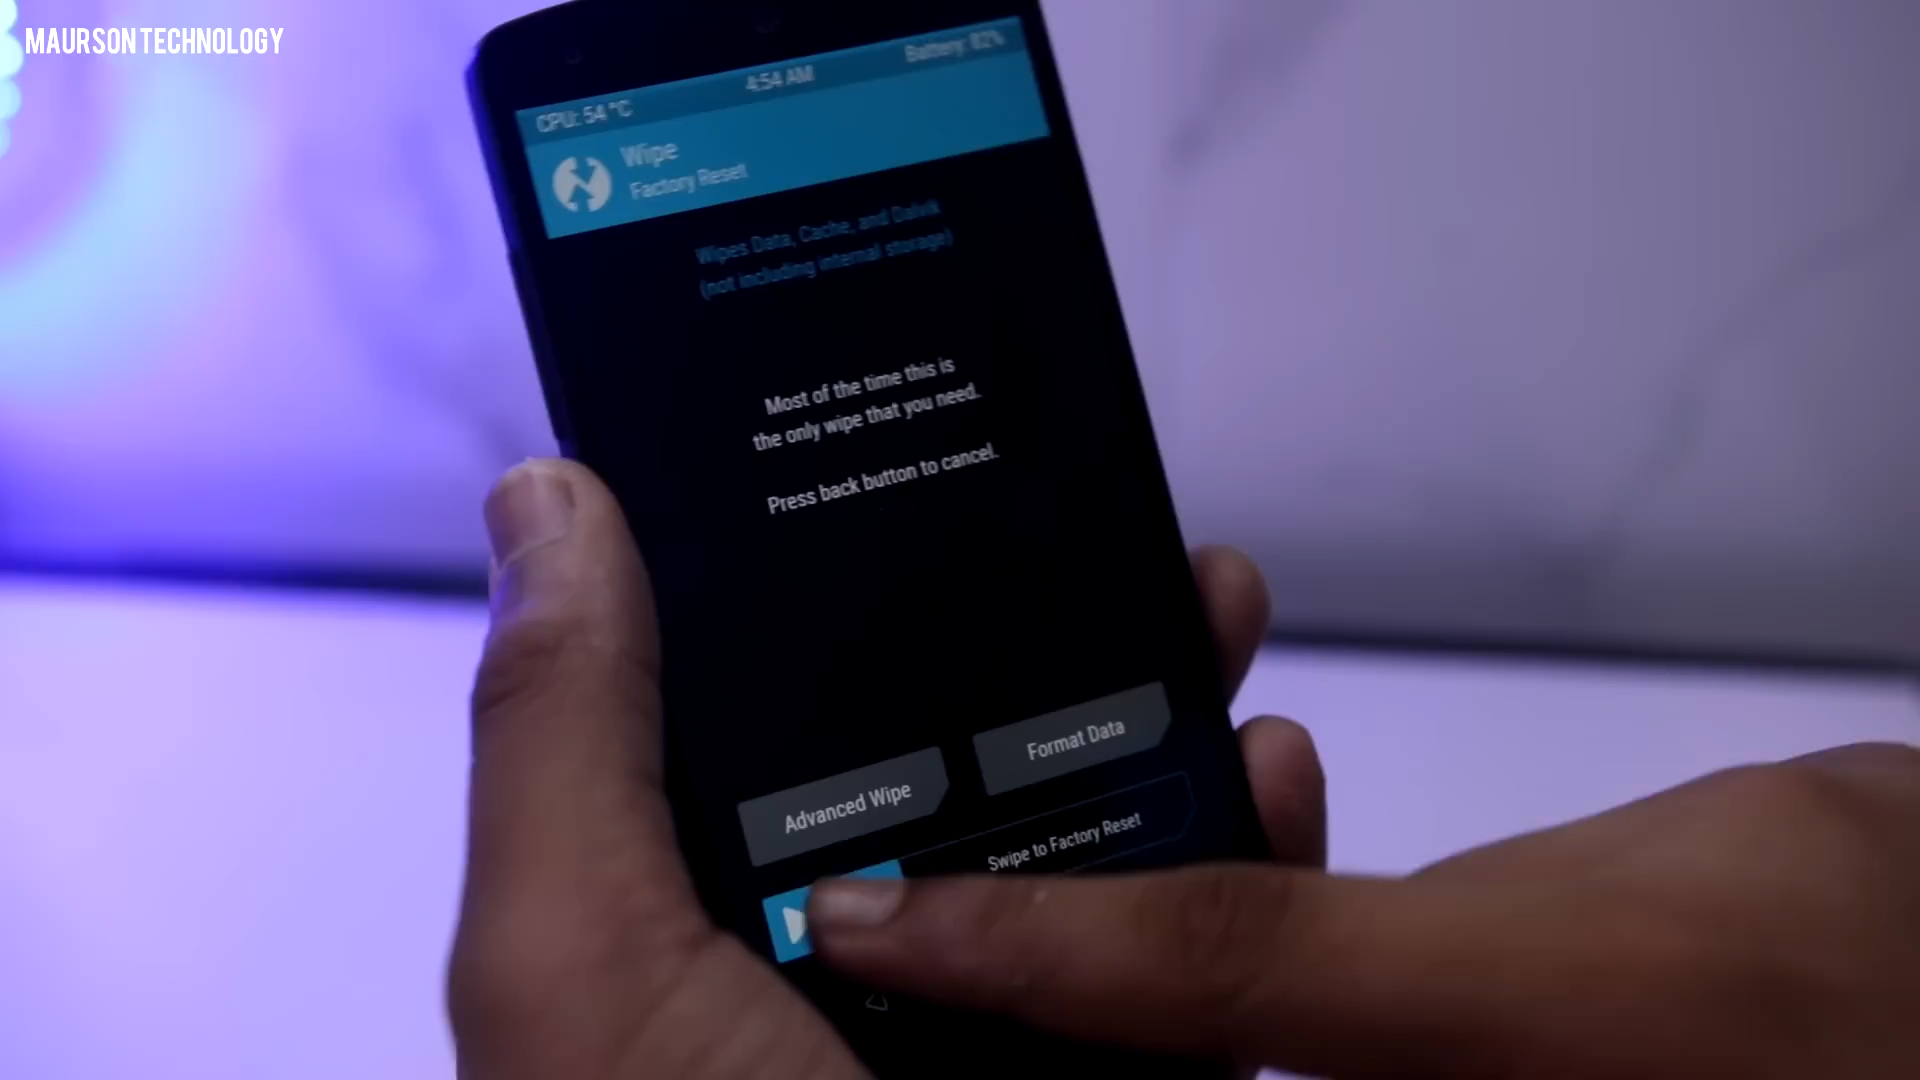 MAURSON TECHNOLOGY
CPU: 54 °C
4:54 AM
Battery: 82%
Wipe
Factory Reset
Wipes Data, Cache, and Dalvik
(not including internal storage)
Most of the time this is
the only wipe that you need.
Press back button to cancel.
Format Data
Advanced Wipe
Swipe to Factory Reset